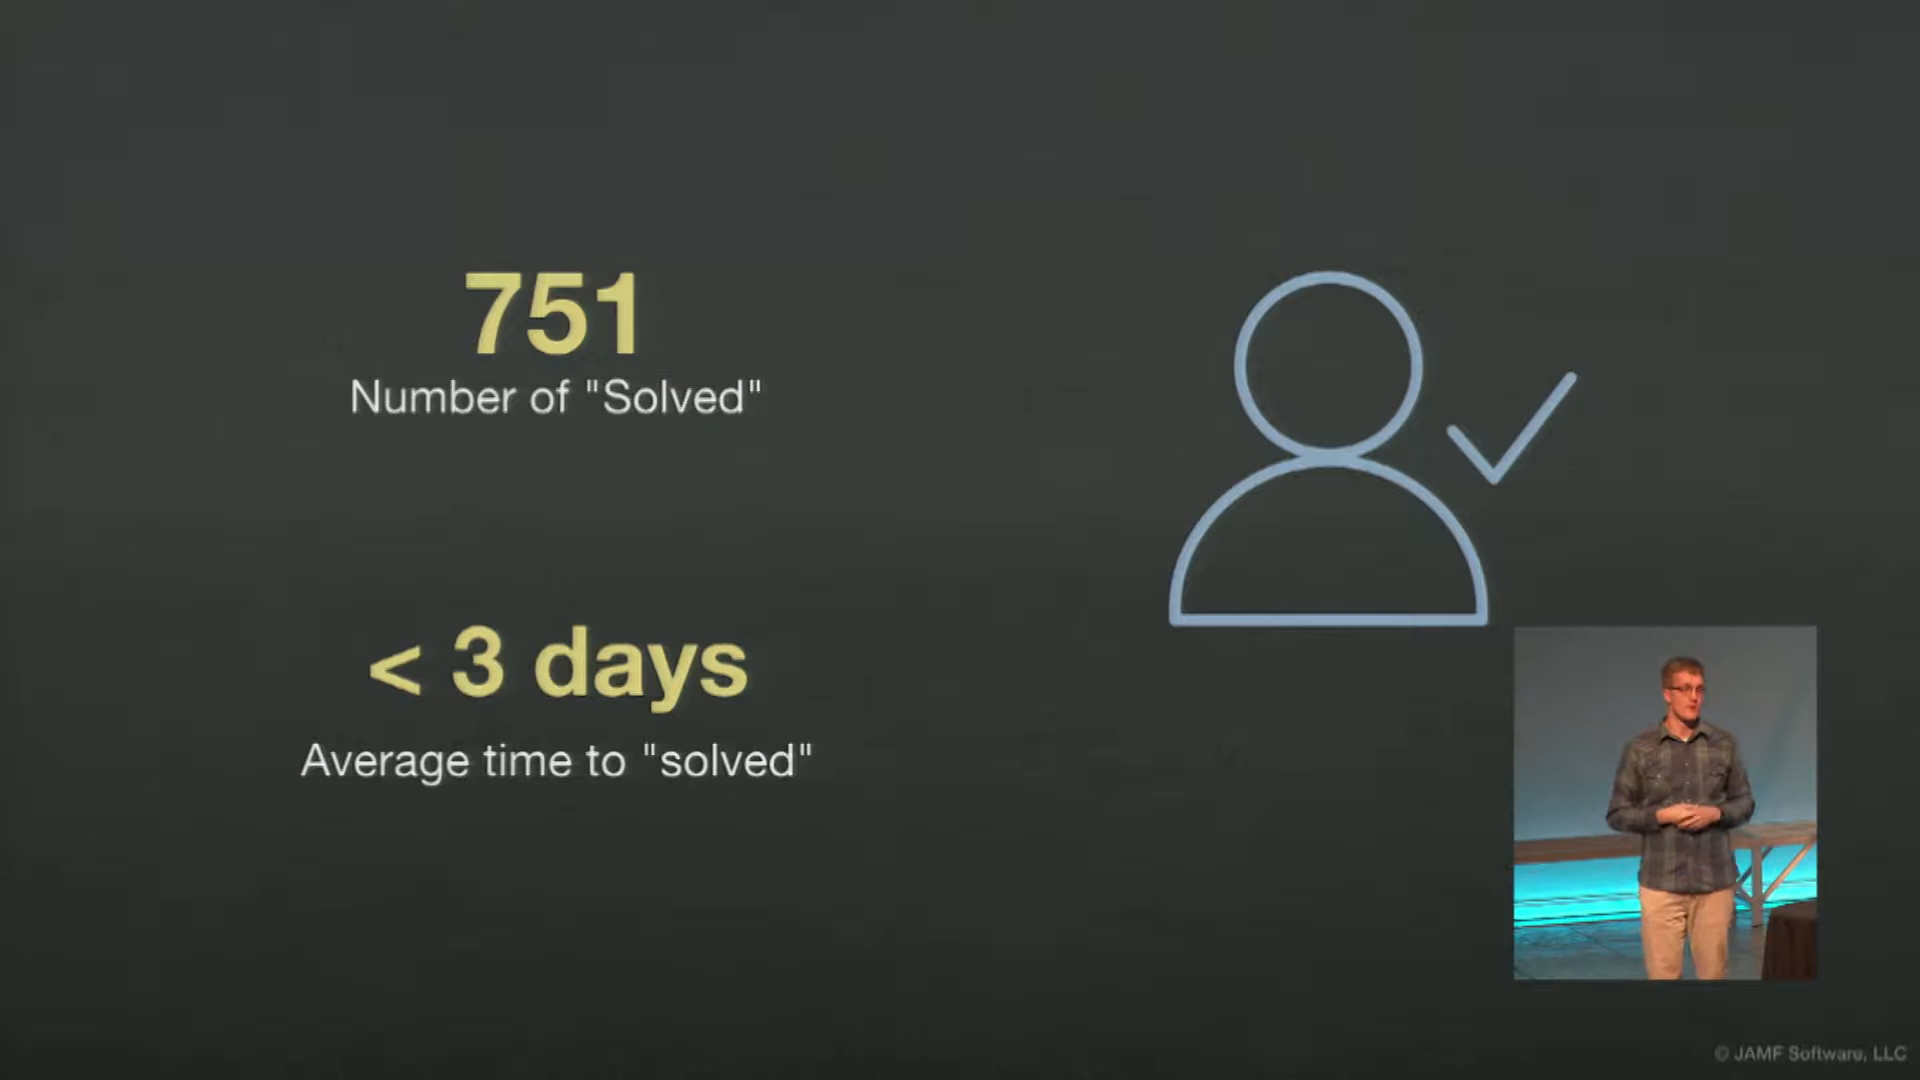 751
Number of "Solved"
< 3 days
Average time to "solved"
© JAMF Software, LLC